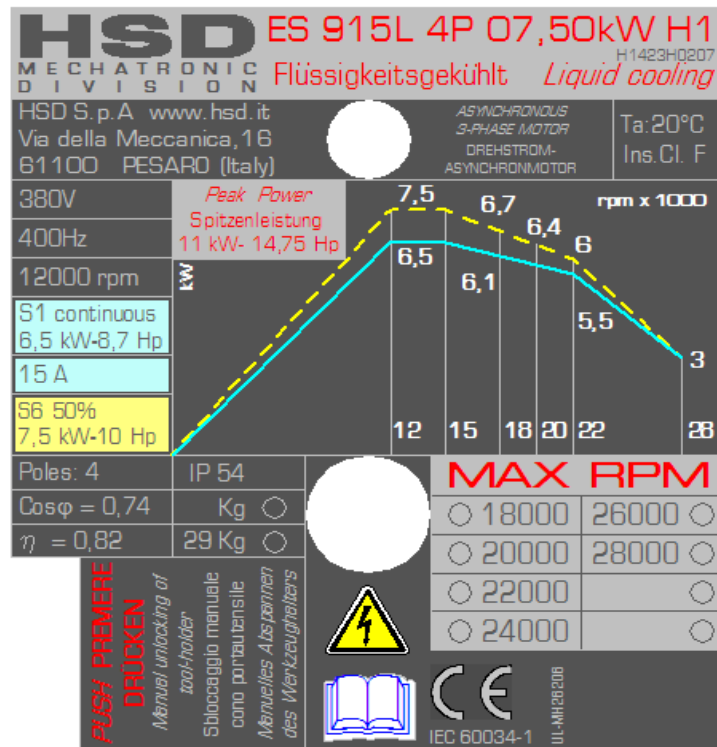 HSD
MECHATRONIC
DIVISION
ES 915L 4P 07,50kW H1
H1423H0207
Flüssigkeitsgekühlt Liquid cooling
HSD S.p.A www.hsd.it
Via della Meccanica,16
61100 PESARO (Italy)
ASYNCHRONOUS
3-PHASE MOTOR
DREHSTROM-
ASYNCHRONMOTOR
Ta:20°C
Ins.Cl. F
380V
400Hz
12000 rpm
S1 continuous
6,5 kW-8,7 Hp
15 A
S6 50%
7,5 kW-10 Hp
Peak Power
Spitzenleistung
11 kW- 14,75 Hp
rpm x 1000
kW
7,5
6,7
6,4
6
6,5
6,1
5,5
3
12 15 18 20 22 28
Poles: 4
IP 54
Cosφ = 0,74
Kg
η = 0,82
29 Kg
MAX RPM
18000 26000
20000 28000
22000
24000
PUSH PREMERE
DRÜCKEN
Manual unlocking of
tool-holder
Sbloccaggio manuale
cono portautensile
Manuelles Abspannen
des Werkzeughalters
CE
IEC 60034-1
UL-MH26206